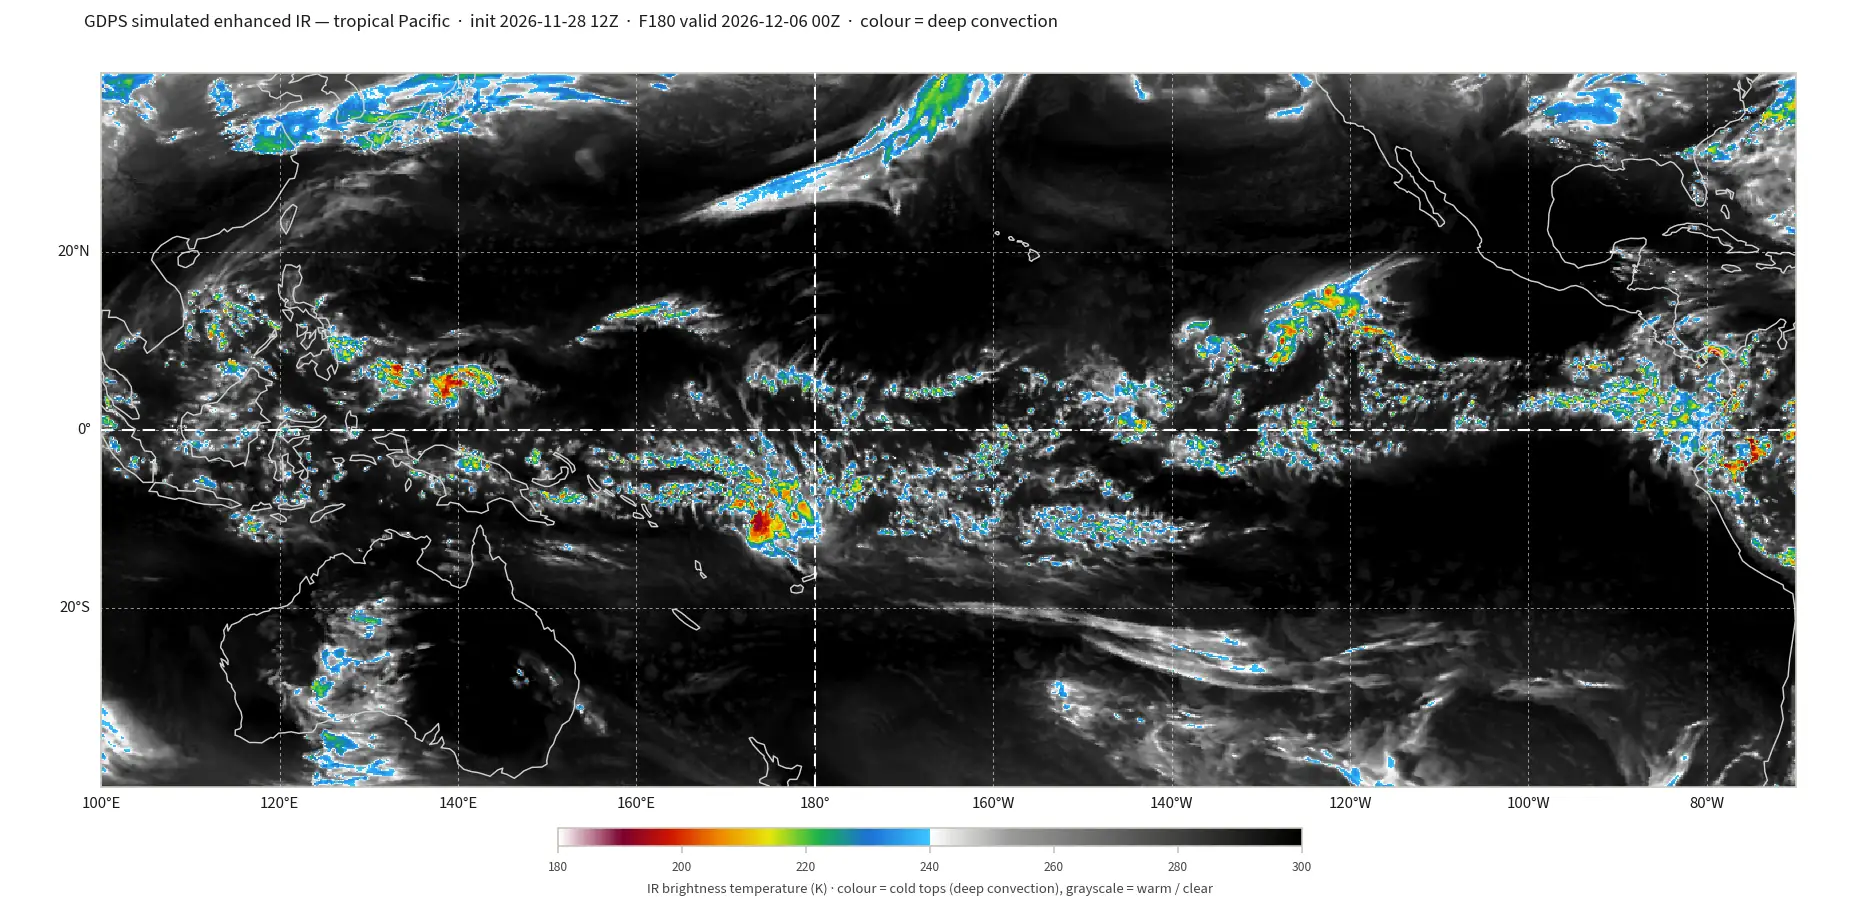 GDPS simulated enhanced IR — tropical Pacific · init 2026-11-28 12Z · F180 valid 2026-12-06 00Z · colour = deep convection
20°N
0°
20°S
100°E 120°E 140°E 160°E 180° 160°W 140°W 120°W 100°W 80°W
180 200 220 240 260 280 300
IR brightness temperature (K) · colour = cold tops (deep convection), grayscale = warm / clear